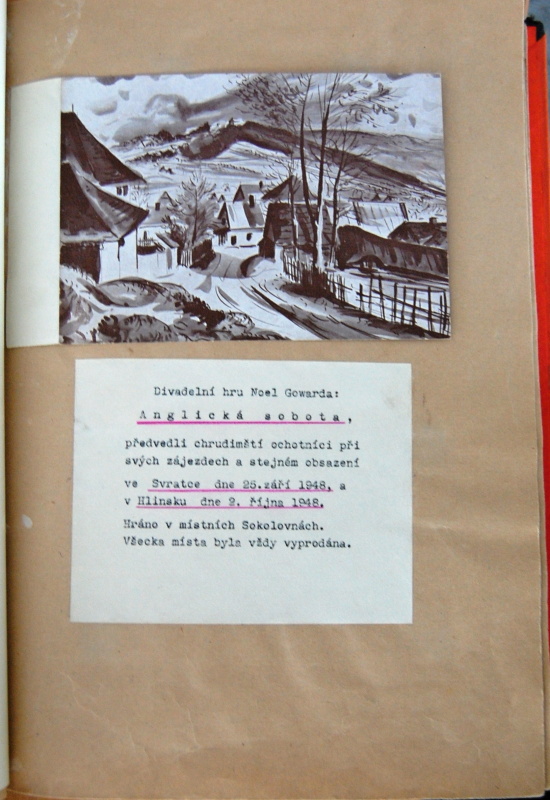 Divadelní hru Noel Gowarda:
Anglická sobota,
předvedli chrudimští ochotníci při
svých zájezdech a stejném obsazení
ve Svratce dne 25.září 1948, a
v Hlinsku dne 2. října 1948.
Hráno v místních Sokolovnách.
Všecka místa byla vždy vyprodána.